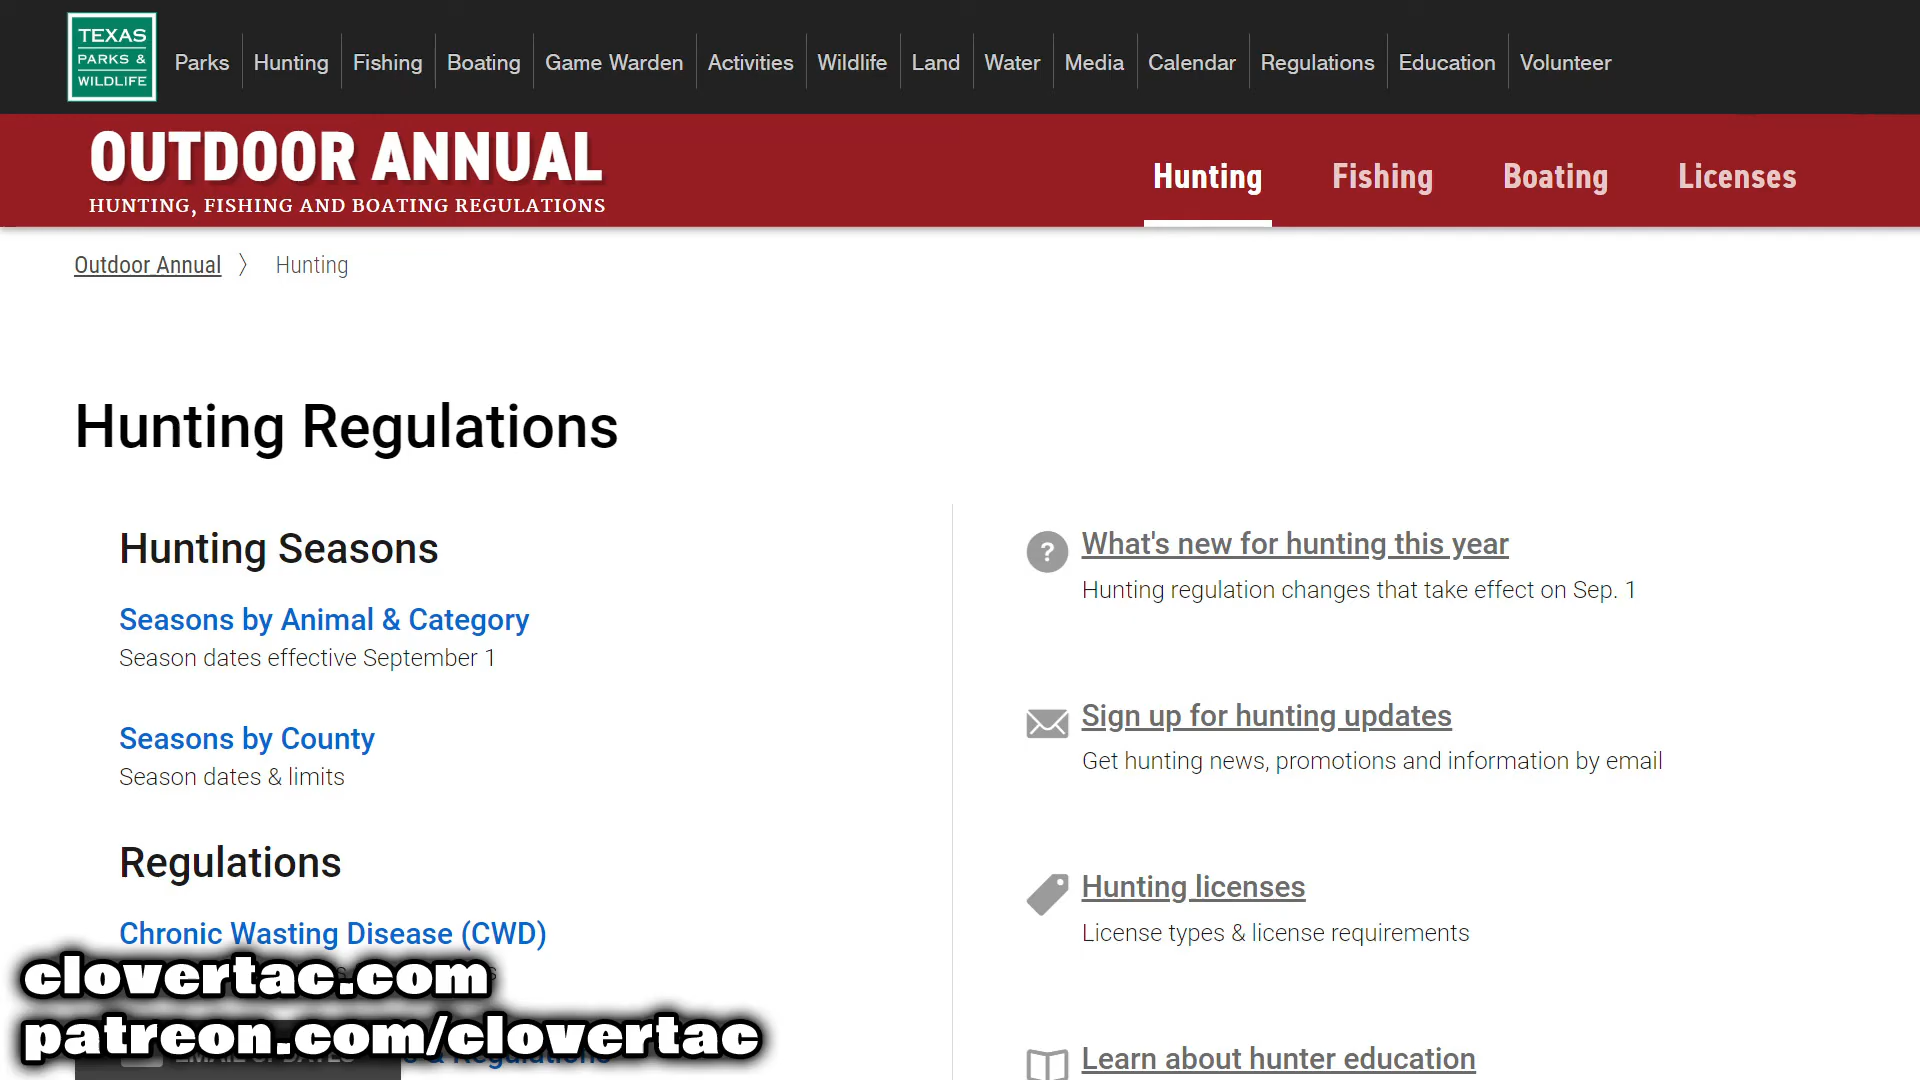 TEXAS
PARKS &
WILDLIFE
Parks
Hunting
Fishing
Boating
Game Warden
Activities
Wildlife
Land
Water
Media
Calendar
Regulations
Education
Volunteer
OUTDOOR ANNUAL
HUNTING, FISHING AND BOATING REGULATIONS
Hunting
Fishing
Boating
Licenses
Outdoor Annual 〉 Hunting
Hunting Regulations
Hunting Seasons
Seasons by Animal & Category
Season dates effective September 1
Seasons by County
Season dates & limits
Regulations
Chronic Wasting Disease (CWD)
What's new for hunting this year
Hunting regulation changes that take effect on Sep. 1
Sign up for hunting updates
Get hunting news, promotions and information by email
Hunting licenses
License types & license requirements
Learn about hunter education
clovertac.com
patreon.com/clovertac
EMAIL UPDATES
& Regulations